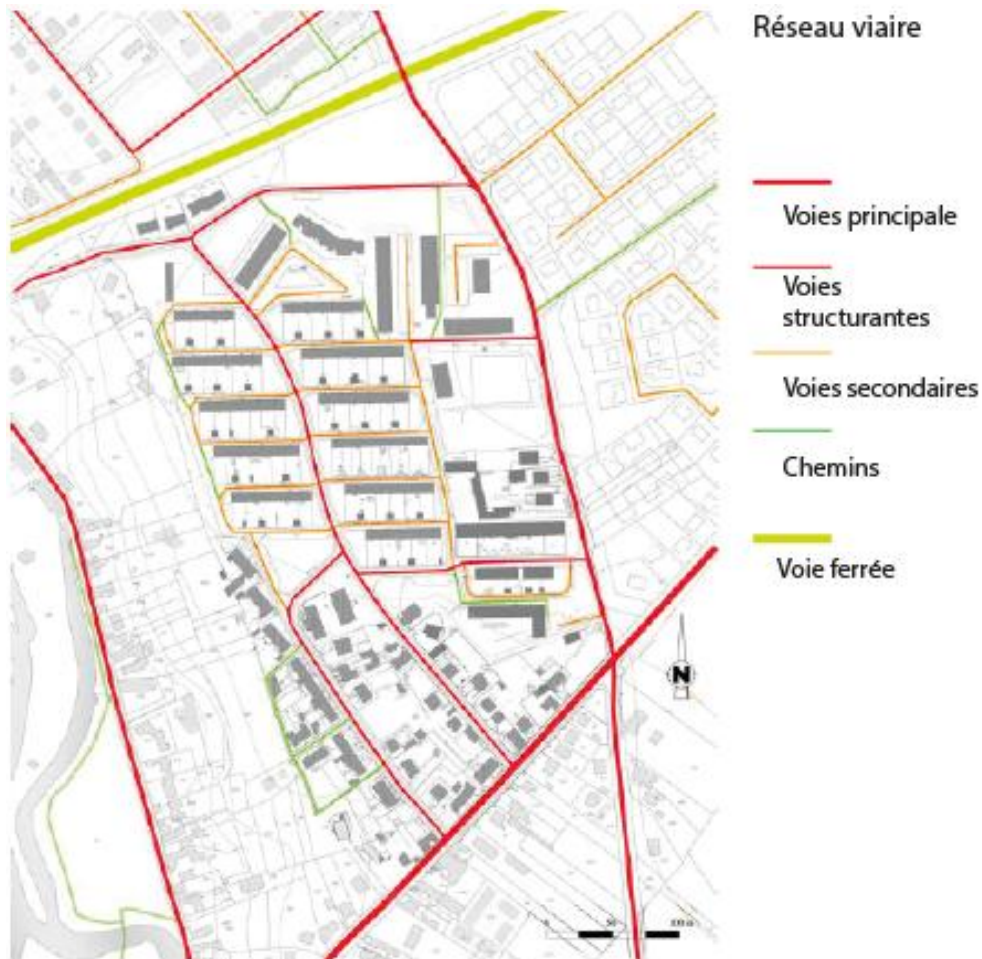 Réseau viaire
Voies principale
Voies
structurantes
Voies secondaires
Chemins
Voie ferrée
N